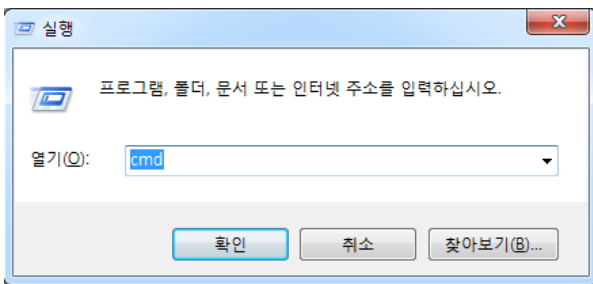 실행
프로그램, 폴더, 문서 또는 인터넷 주소를 입력하십시오.
열기(O): cmd
확인 취소 찾아보기(B)...